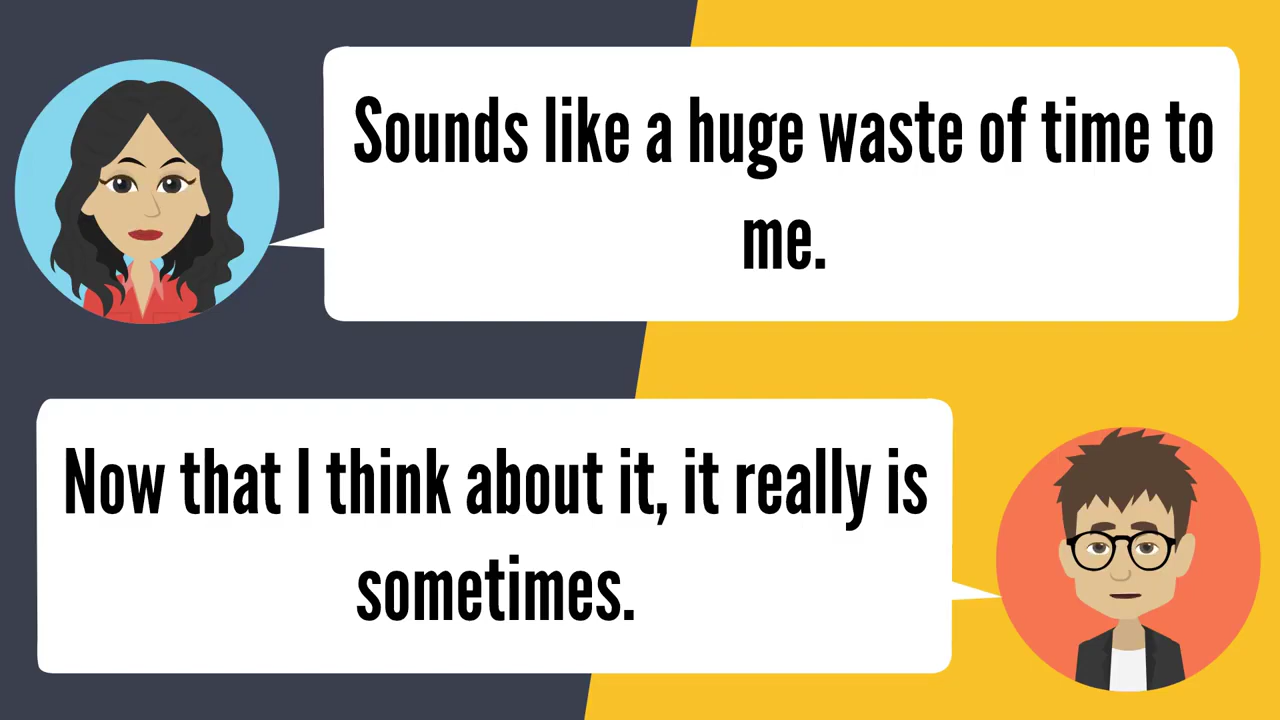 Sounds like a huge waste of time to
me.
Now that I think about it, it really is
sometimes.